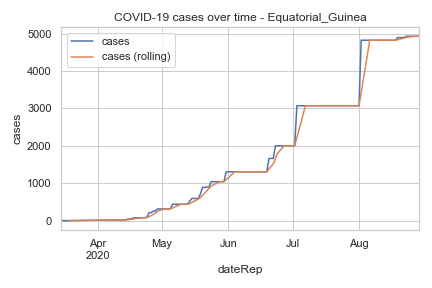 COVID-19 cases over time - Equatorial_Guinea
cases
cases (rolling)
5000
4000
3000
2000
1000
0
cases
Apr
2020
May
Jun
Jul
Aug
dateRep